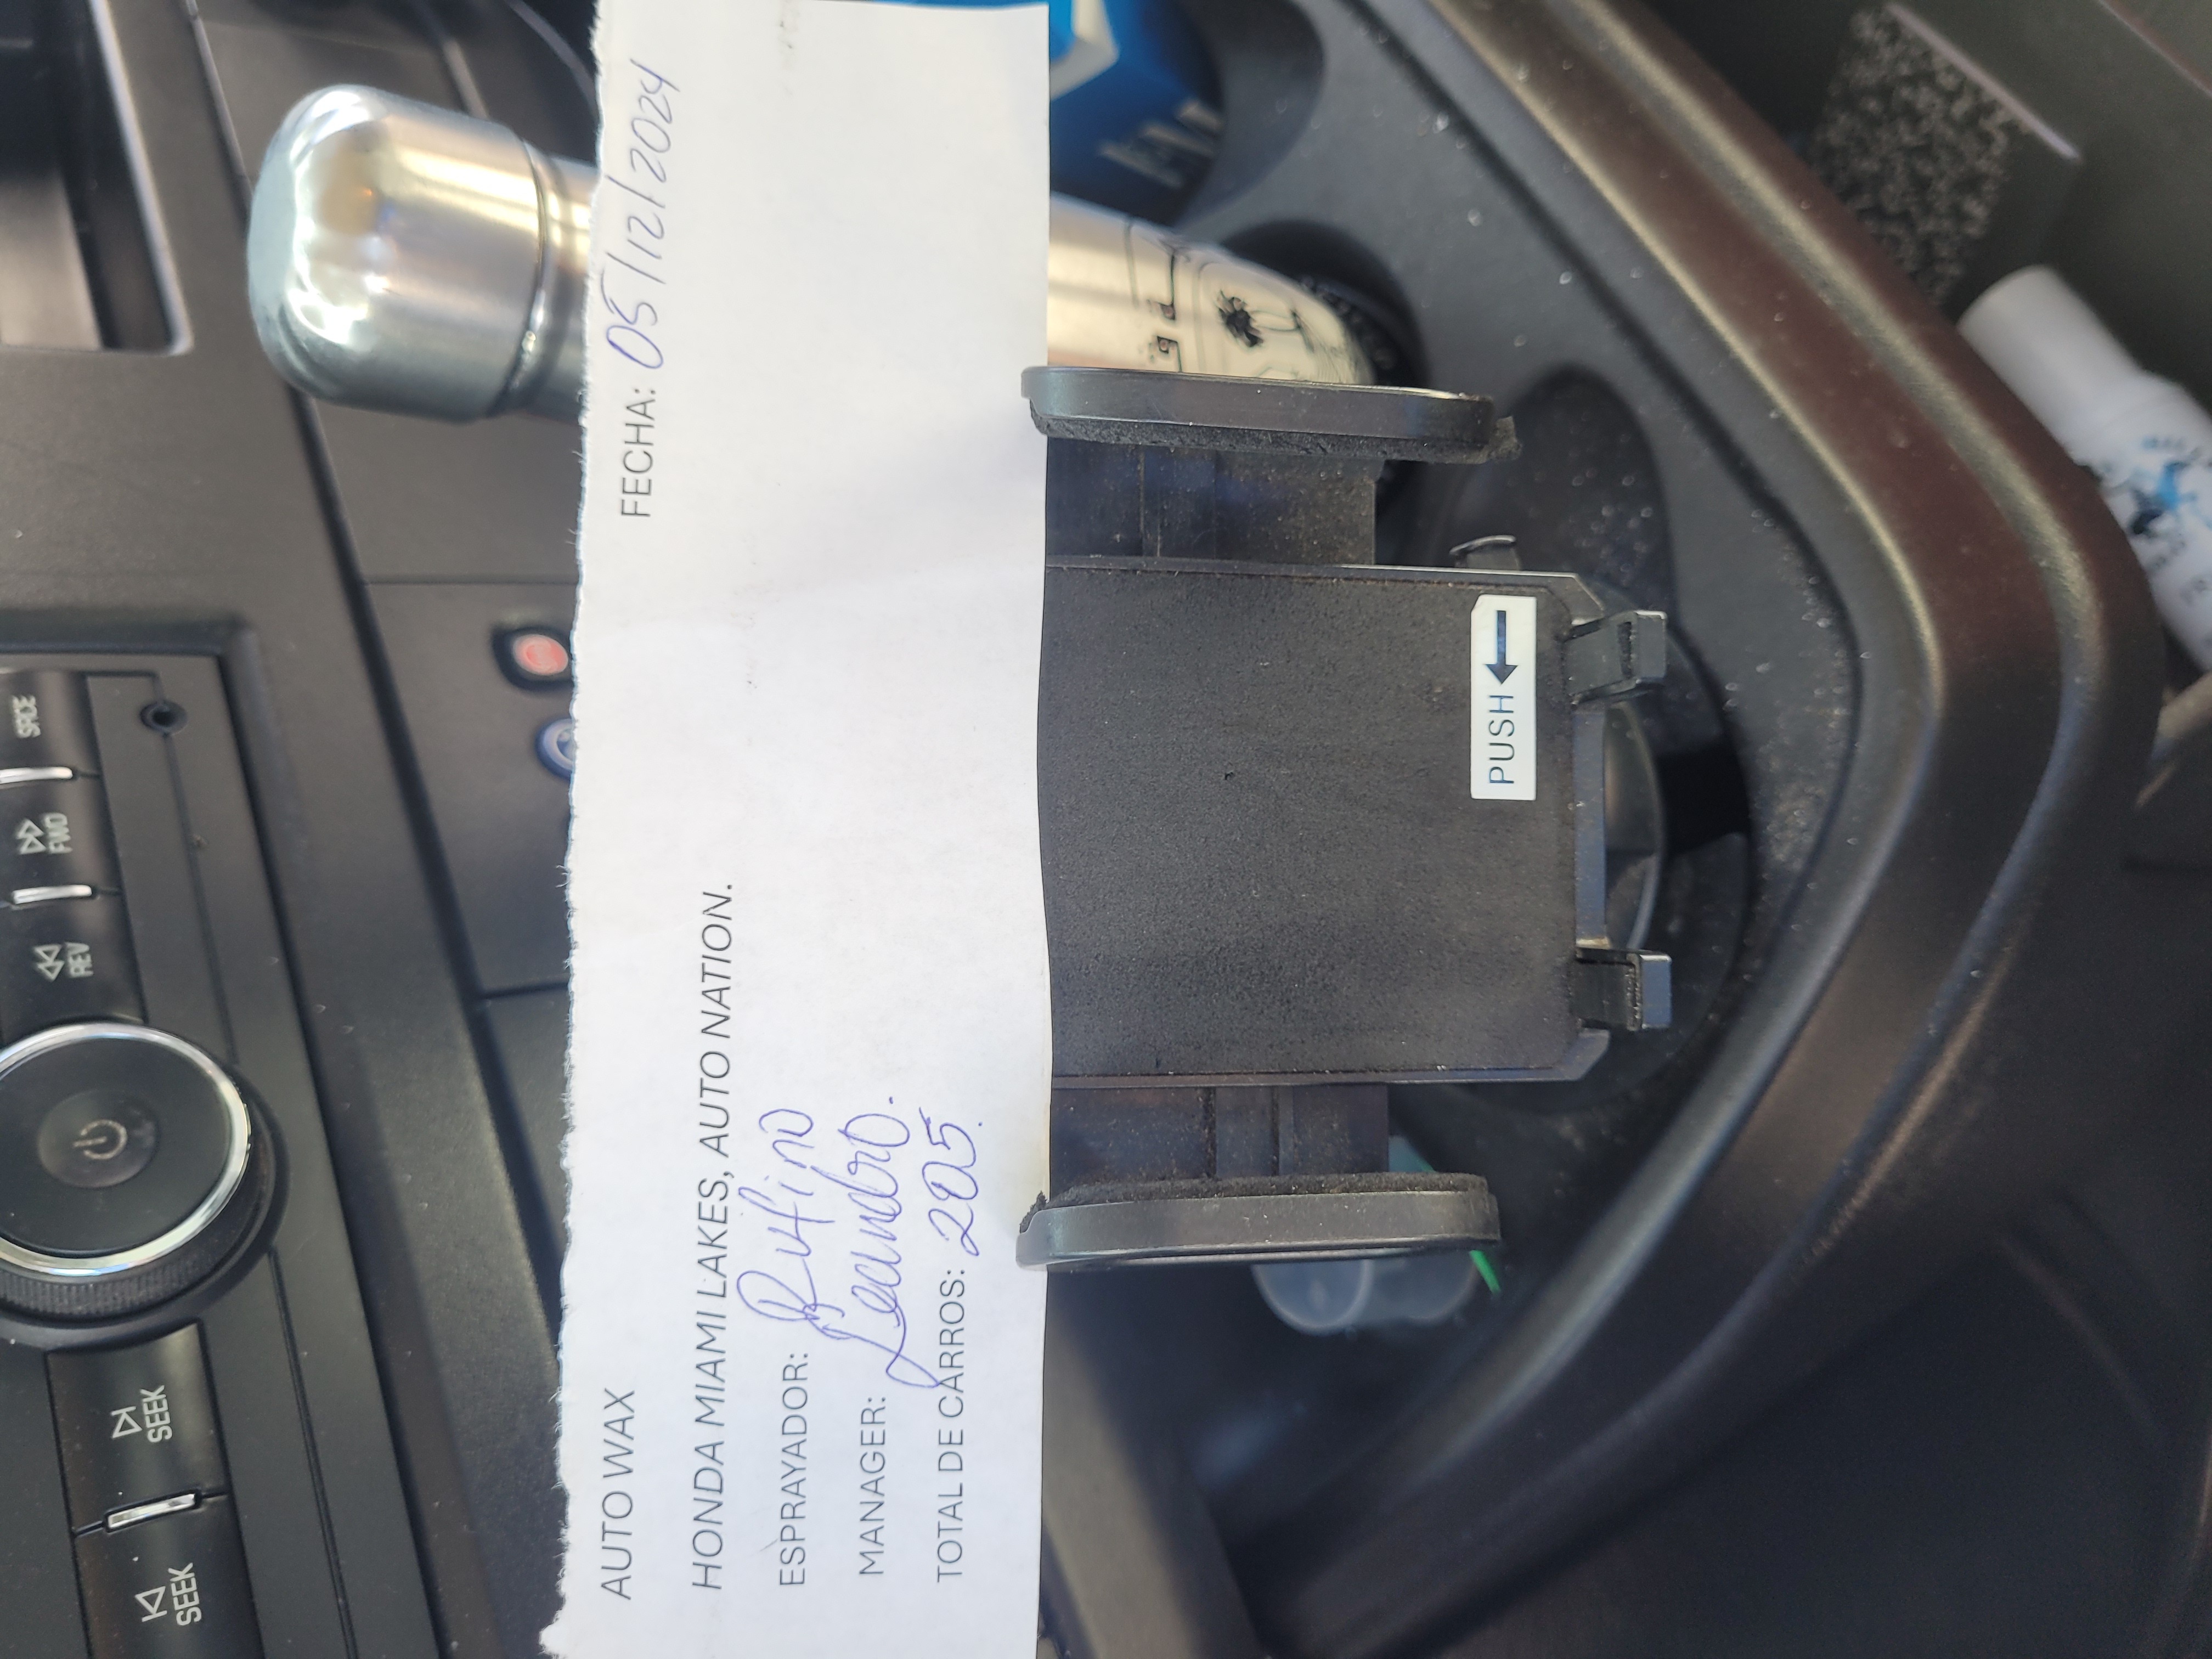 AUTO WAX
FECHA: 05/12/2024
HONDA MIAMI LAKES, AUTO NATION.
ESPRAYADOR: Rufino
MANAGER: Leandro.
TOTAL DE CARROS: 205.
PUSH
SRCE
FWD
REV
SEEK
SEEK